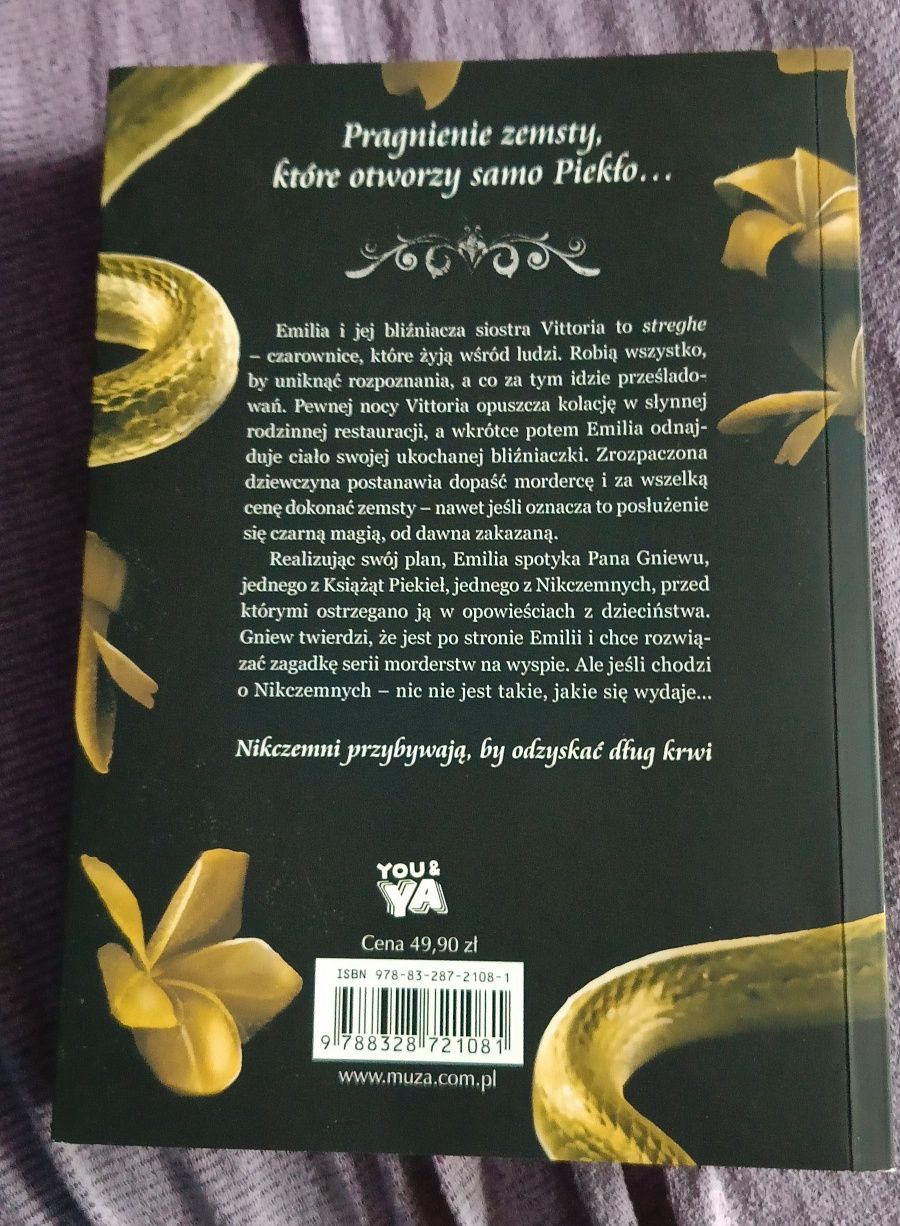 Pragnienie zemsty,
które otworzy samo Piekło...
Emilia i jej bliźniacza siostra Vittoria to streghe
– czarownice, które żyją wśród ludzi. Robią wszystko,
by uniknąć rozpoznania, a co za tym idzie prześlado-
wań. Pewnej nocy Vittoria opuszcza kolację w słynnej
rodzinnej restauracji, a wkrótce potem Emilia odnaj-
duje ciało swojej ukochanej bliźniaczki. Zrozpaczona
dziewczyna postanawia dopaść mordercę i za wszelką
cenę dokonać zemsty – nawet jeśli oznacza to posłużenie
się czarną magią, od dawna zakazaną.
Realizując swój plan, Emilia spotyka Pana Gniewu,
jednego z Książąt Piekieł, jednego z Nikczemnych, przed
którymi ostrzegano ją w opowieściach z dzieciństwa.
Gniew twierdzi, że jest po stronie Emilii i chce rozwią-
zać zagadkę serii morderstw na wyspie. Ale jeśli chodzi
o Nikczemnych – nic nie jest takie, jakie się wydaje...
Nikczemni przybywają, by odzyskać dług krwi
YOU &
YA
Cena 49,90 zł
ISBN 978-83-287-2108-1
9 788328 721081
www.muza.com.pl